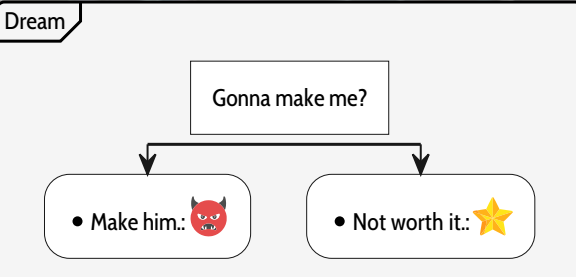 Dream
Gonna make me?
• Make him.:
• Not worth it.: